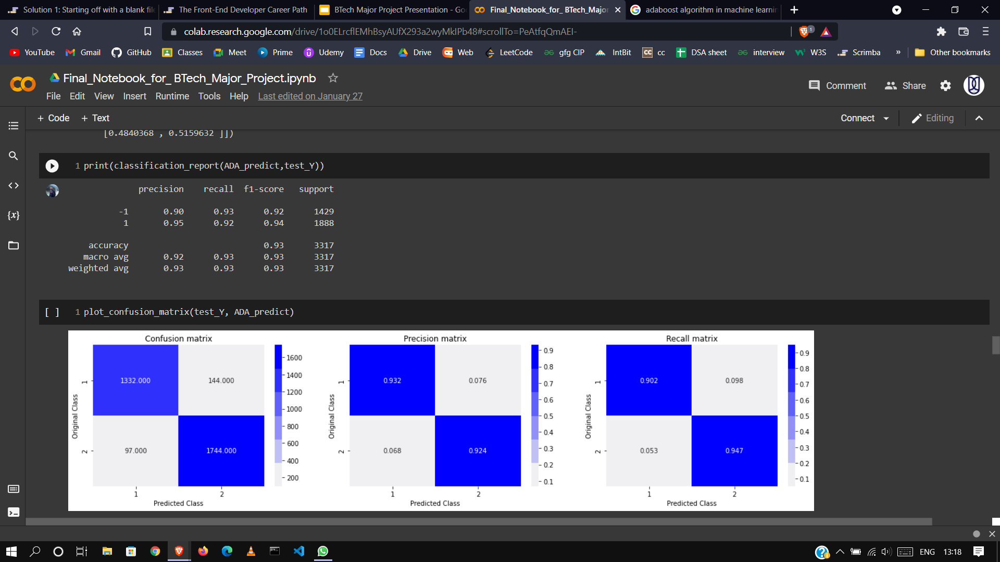 Solution 1: Starting off with a blank file
The Front-End Developer Career Path
BTech Major Project Presentation - Goo
Final_Notebook_for_ BTech_Major
adaboost algorithm in machine learnin
colab.research.google.com/drive/1o0ELrcflEMhBsyAUfX293a2wyMkIPb48#scrollTo=PeAtfqQmAEI-
1
YouTube Gmail GitHub Classes Meet Prime Udemy Docs Drive Web LeetCode gfg CIP IntBit cc DSA sheet interview W3S Scrimba » Other bookmarks
Final_Notebook_for_ BTech_Major_Project.ipynb
Comment Share
File Edit View Insert Runtime Tools Help Last edited on January 27
+ Code + Text Connect Editing
[0.4840368 , 0.5159632 ]])
1 print(classification_report(ADA_predict,test_Y))
precision recall f1-score support
-1 0.90 0.93 0.92 1429
1 0.95 0.92 0.94 1888
accuracy 0.93 3317
macro avg 0.92 0.93 0.93 3317
weighted avg 0.93 0.93 0.93 3317
[ ] 1 plot_confusion_matrix(test_Y, ADA_predict)
Confusion matrix
1332.000 144.000
97.000 1744.000
Original Class
1
2
1 2
Predicted Class
1600
1400
1200
1000
800
600
400
200
Precision matrix
0.932 0.076
0.068 0.924
Original Class
1
2
1 2
Predicted Class
0.9
0.8
0.7
0.6
0.5
0.4
0.3
0.2
0.1
Recall matrix
0.902 0.098
0.053 0.947
Original Class
1
2
1 2
Predicted Class
0.9
0.8
0.7
0.6
0.5
0.4
0.3
0.2
0.1
ENG 13:18